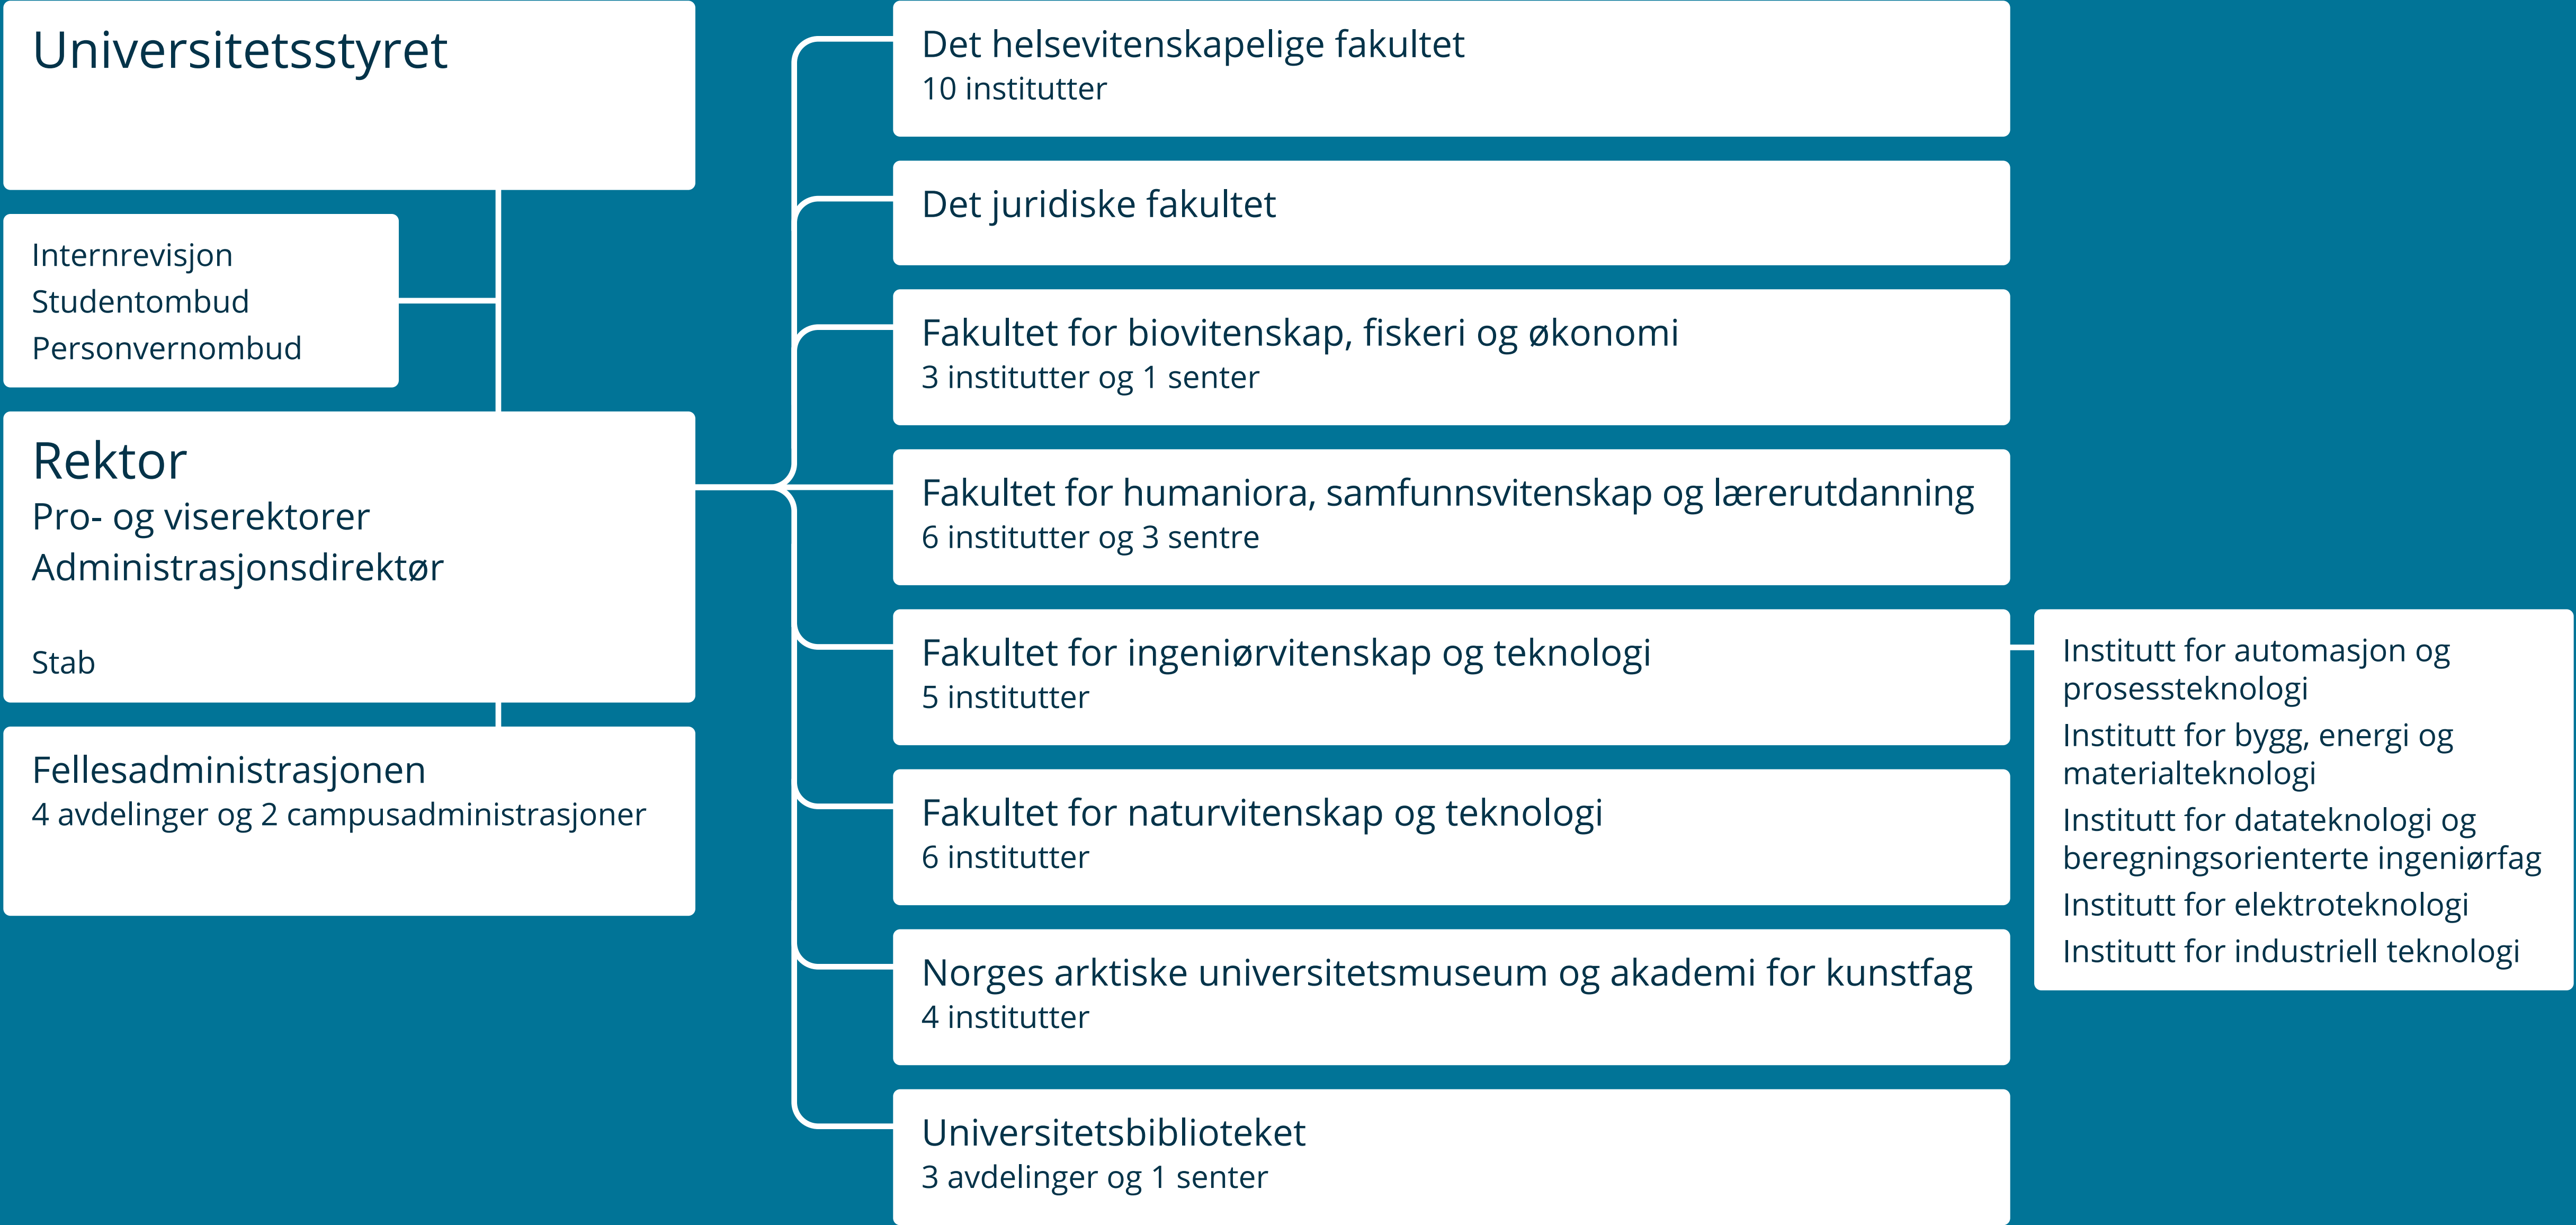 Universitetsstyret
Internrevisjon
Studentombud
Personvernombud
Rektor
Pro- og viserektorer
Administrasjonsdirektør
Stab
Fellesadministrasjonen
4 avdelinger og 2 campusadministrasjoner
Det helsevitenskapelige fakultet
10 institutter
Det juridiske fakultet
Fakultet for biovitenskap, fiskeri og økonomi
3 institutter og 1 senter
Fakultet for humaniora, samfunnsvitenskap og lærerutdanning
6 institutter og 3 sentre
Fakultet for ingeniørvitenskap og teknologi
5 institutter
Fakultet for naturvitenskap og teknologi
6 institutter
Norges arktiske universitetsmuseum og akademi for kunstfag
4 institutter
Universitetsbiblioteket
3 avdelinger og 1 senter
Institutt for automasjon og
prosessteknologi
Institutt for bygg, energi og
materialteknologi
Institutt for datateknologi og
beregningsorienterte ingeniørfag
Institutt for elektroteknologi
Institutt for industriell teknologi